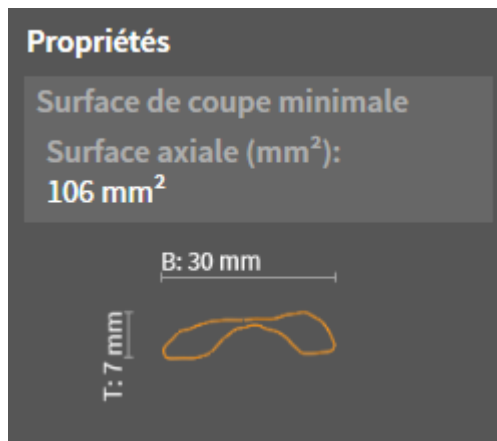 Propriétés
Surface de coupe minimale
Surface axiale (mm²):
106 mm²
B: 30 mm
T: 7 mm